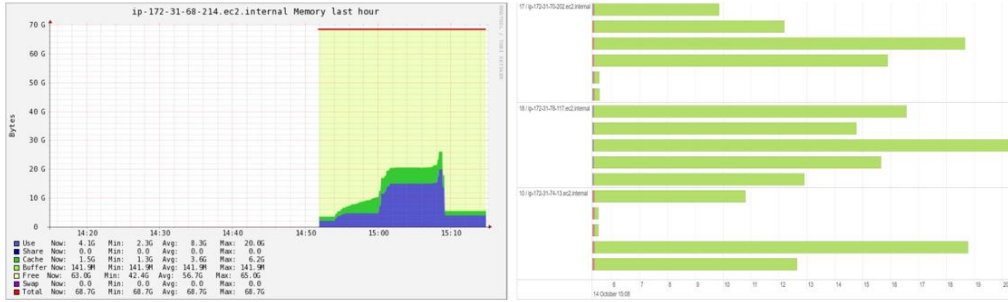 ip-172-31-68-214.ec2.internal Memory last hour
70 G
60 G
50 G
40 G
30 G
20 G
10 G
0
Bytes
14:20 14:30 14:40 14:50 15:00 15:10
Use Now: 4.1G Min: 2.3G Avg: 8.3G Max: 20.0G
Share Now: 0.0 Min: 0.0 Avg: 0.0 Max: 0.0
Cache Now: 1.5G Min: 1.3G Avg: 3.6G Max: 6.2G
Buffer Now: 141.9M Min: 141.9M Avg: 141.9M Max: 141.9M
Free Now: 63.0G Min: 42.4G Avg: 56.7G Max: 65.0G
Swap Now: 0.0 Min: 0.0 Avg: 0.0 Max: 0.0
Total Now: 68.7G Min: 68.7G Avg: 68.7G Max: 68.7G
17 / ip-172-31-70-202.ec2.internal
18 / ip-172-31-78-117.ec2.internal
10 / ip-172-31-74-13.ec2.internal
6 7 8 9 10 11 12 13 14 15 16 17 18 19
14 October 15:08